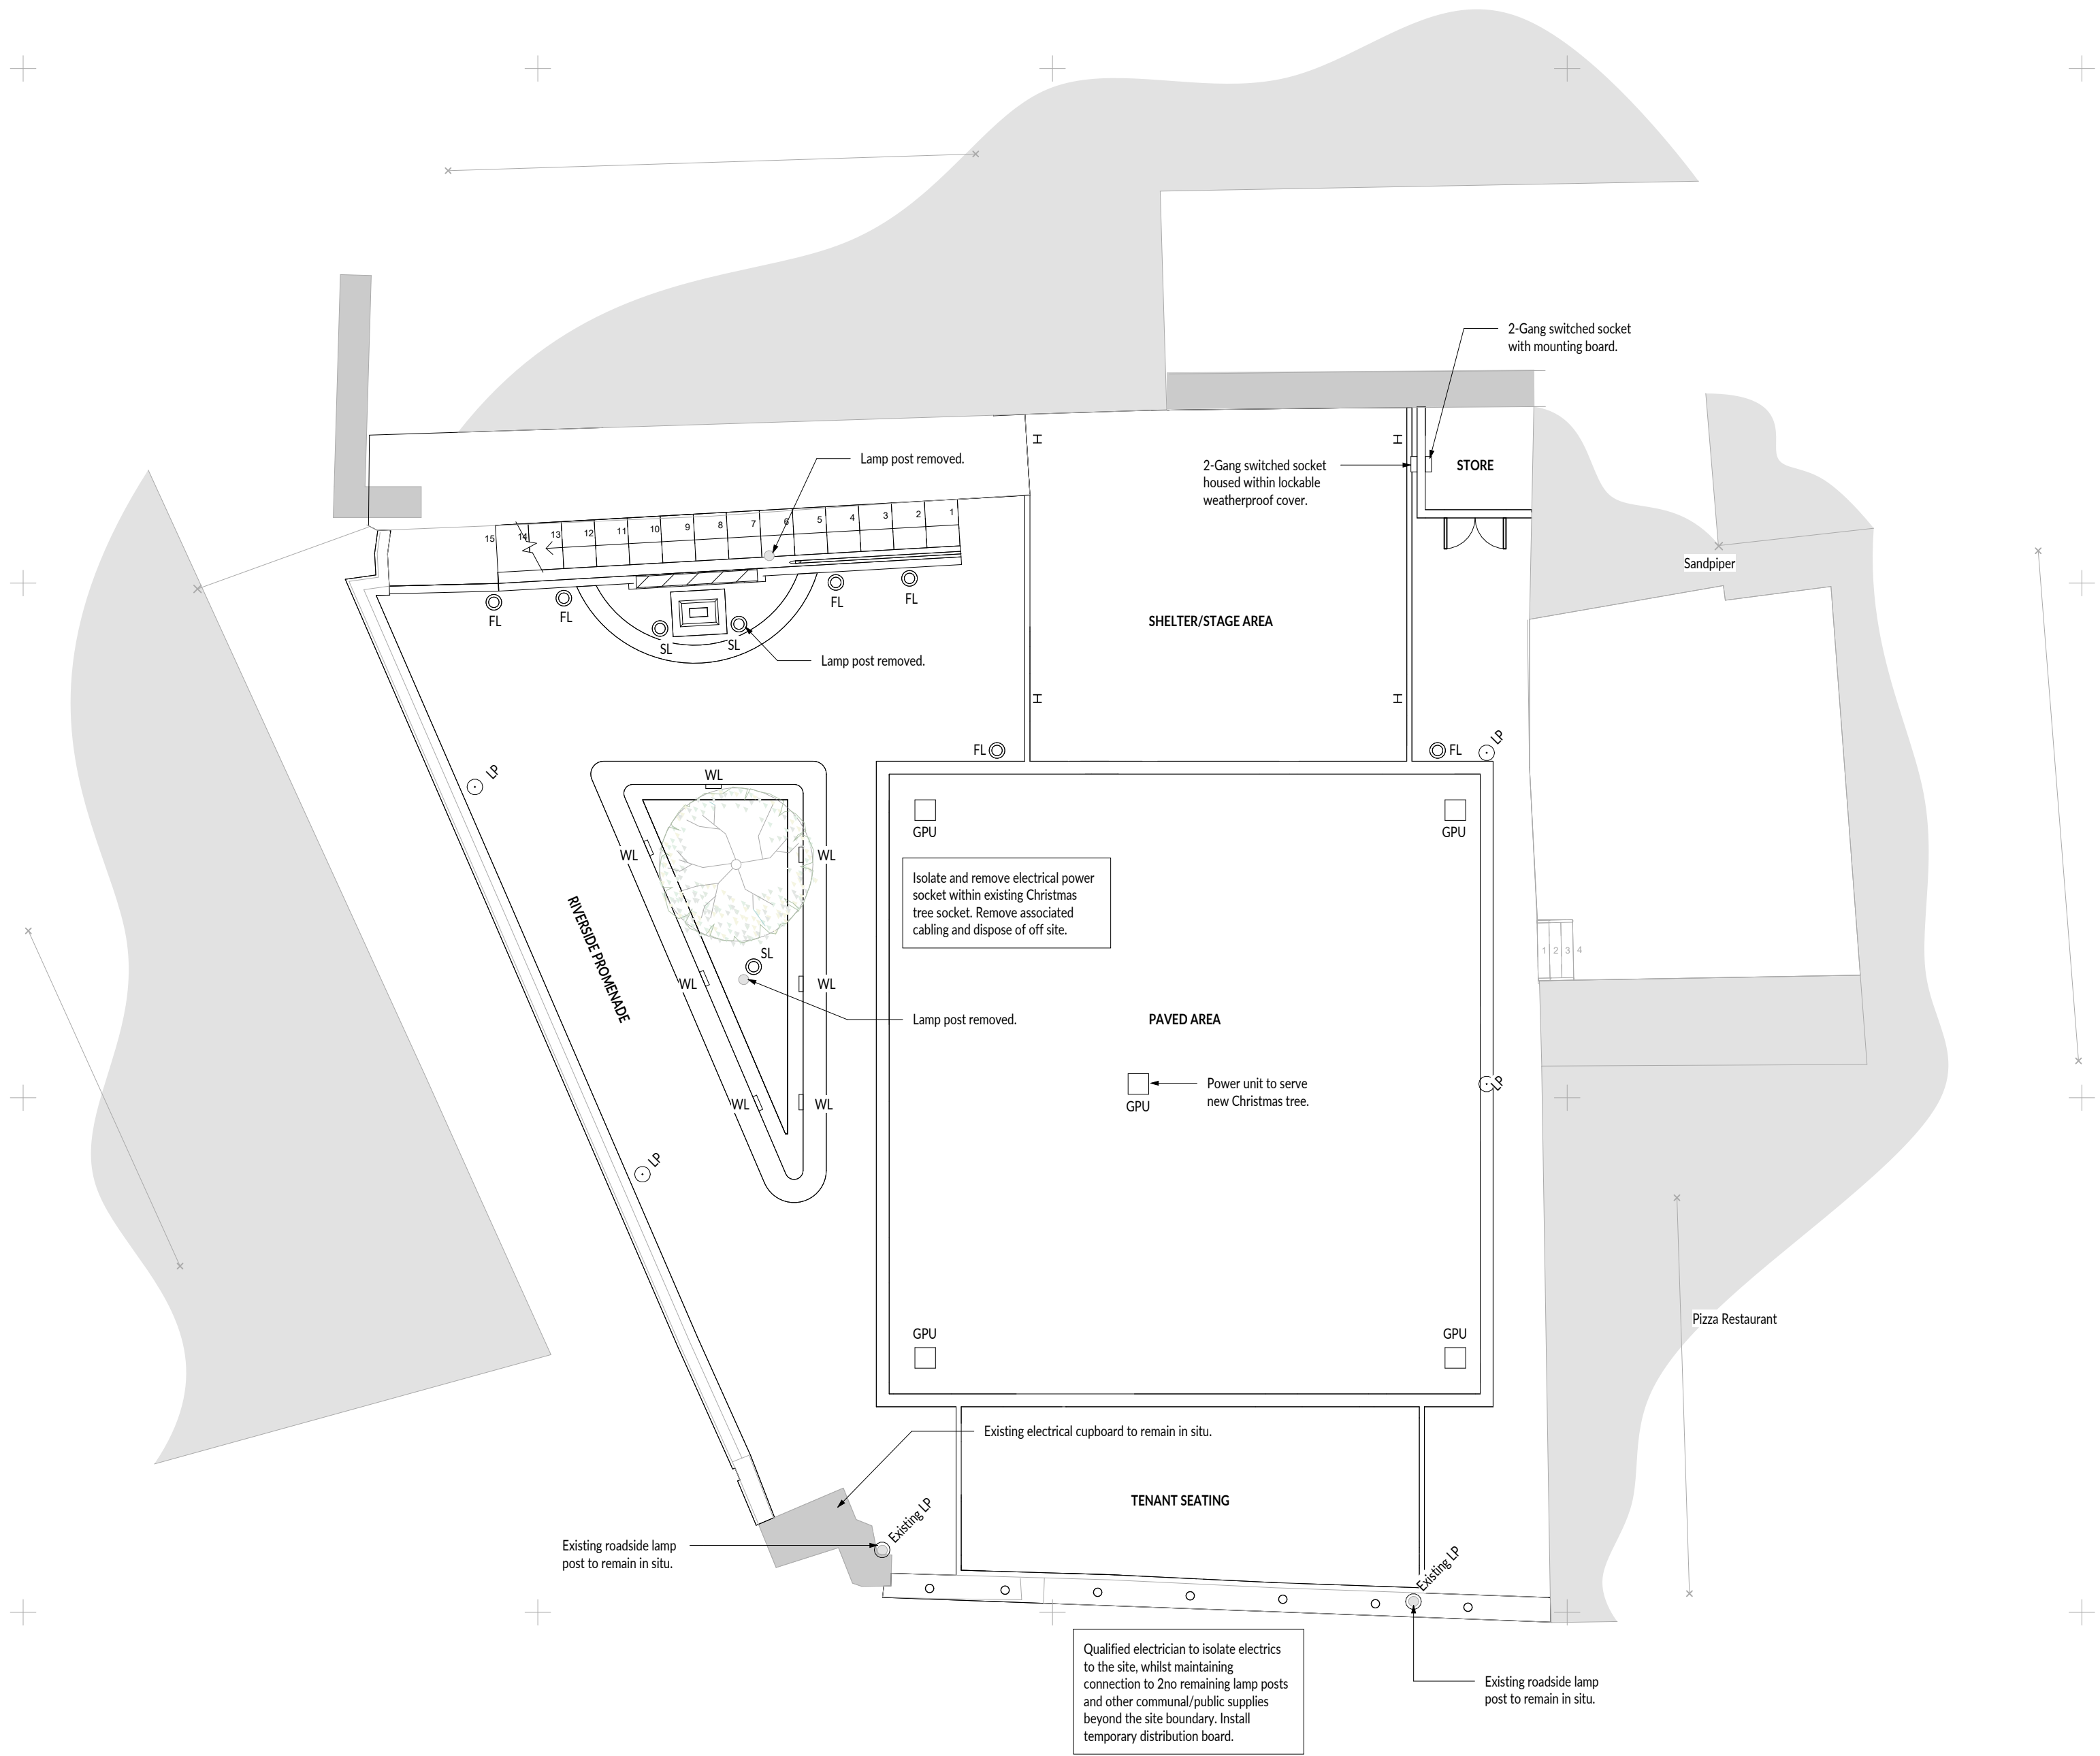 2-Gang switched socket
with mounting board.
Lamp post removed.
2-Gang switched socket
housed within lockable
weatherproof cover.
STORE
15
14
13
12
11
10
9
8
7
6
5
4
3
2
1
Sandpiper
FL
FL
FL
FL
SL
SL
Lamp post removed.
SHELTER/STAGE AREA
H
H
H
H
FL
FL
LP
LP
WL
WL
WL
GPU
GPU
Isolate and remove electrical power
socket within existing Christmas
tree socket. Remove associated
cabling and dispose of off site.
RIVERSIDE PROMENADE
SL
WL
WL
1 2 3 4
Lamp post removed.
PAVED AREA
Power unit to serve
new Christmas tree.
GPU
LP
WL
WL
LP
Pizza Restaurant
GPU
GPU
Existing electrical cupboard to remain in situ.
TENANT SEATING
Existing LP
Existing roadside lamp
post to remain in situ.
Existing LP
Qualified electrician to isolate electrics
to the site, whilst maintaining
connection to 2no remaining lamp posts
and other communal/public supplies
beyond the site boundary. Install
temporary distribution board.
Existing roadside lamp
post to remain in situ.